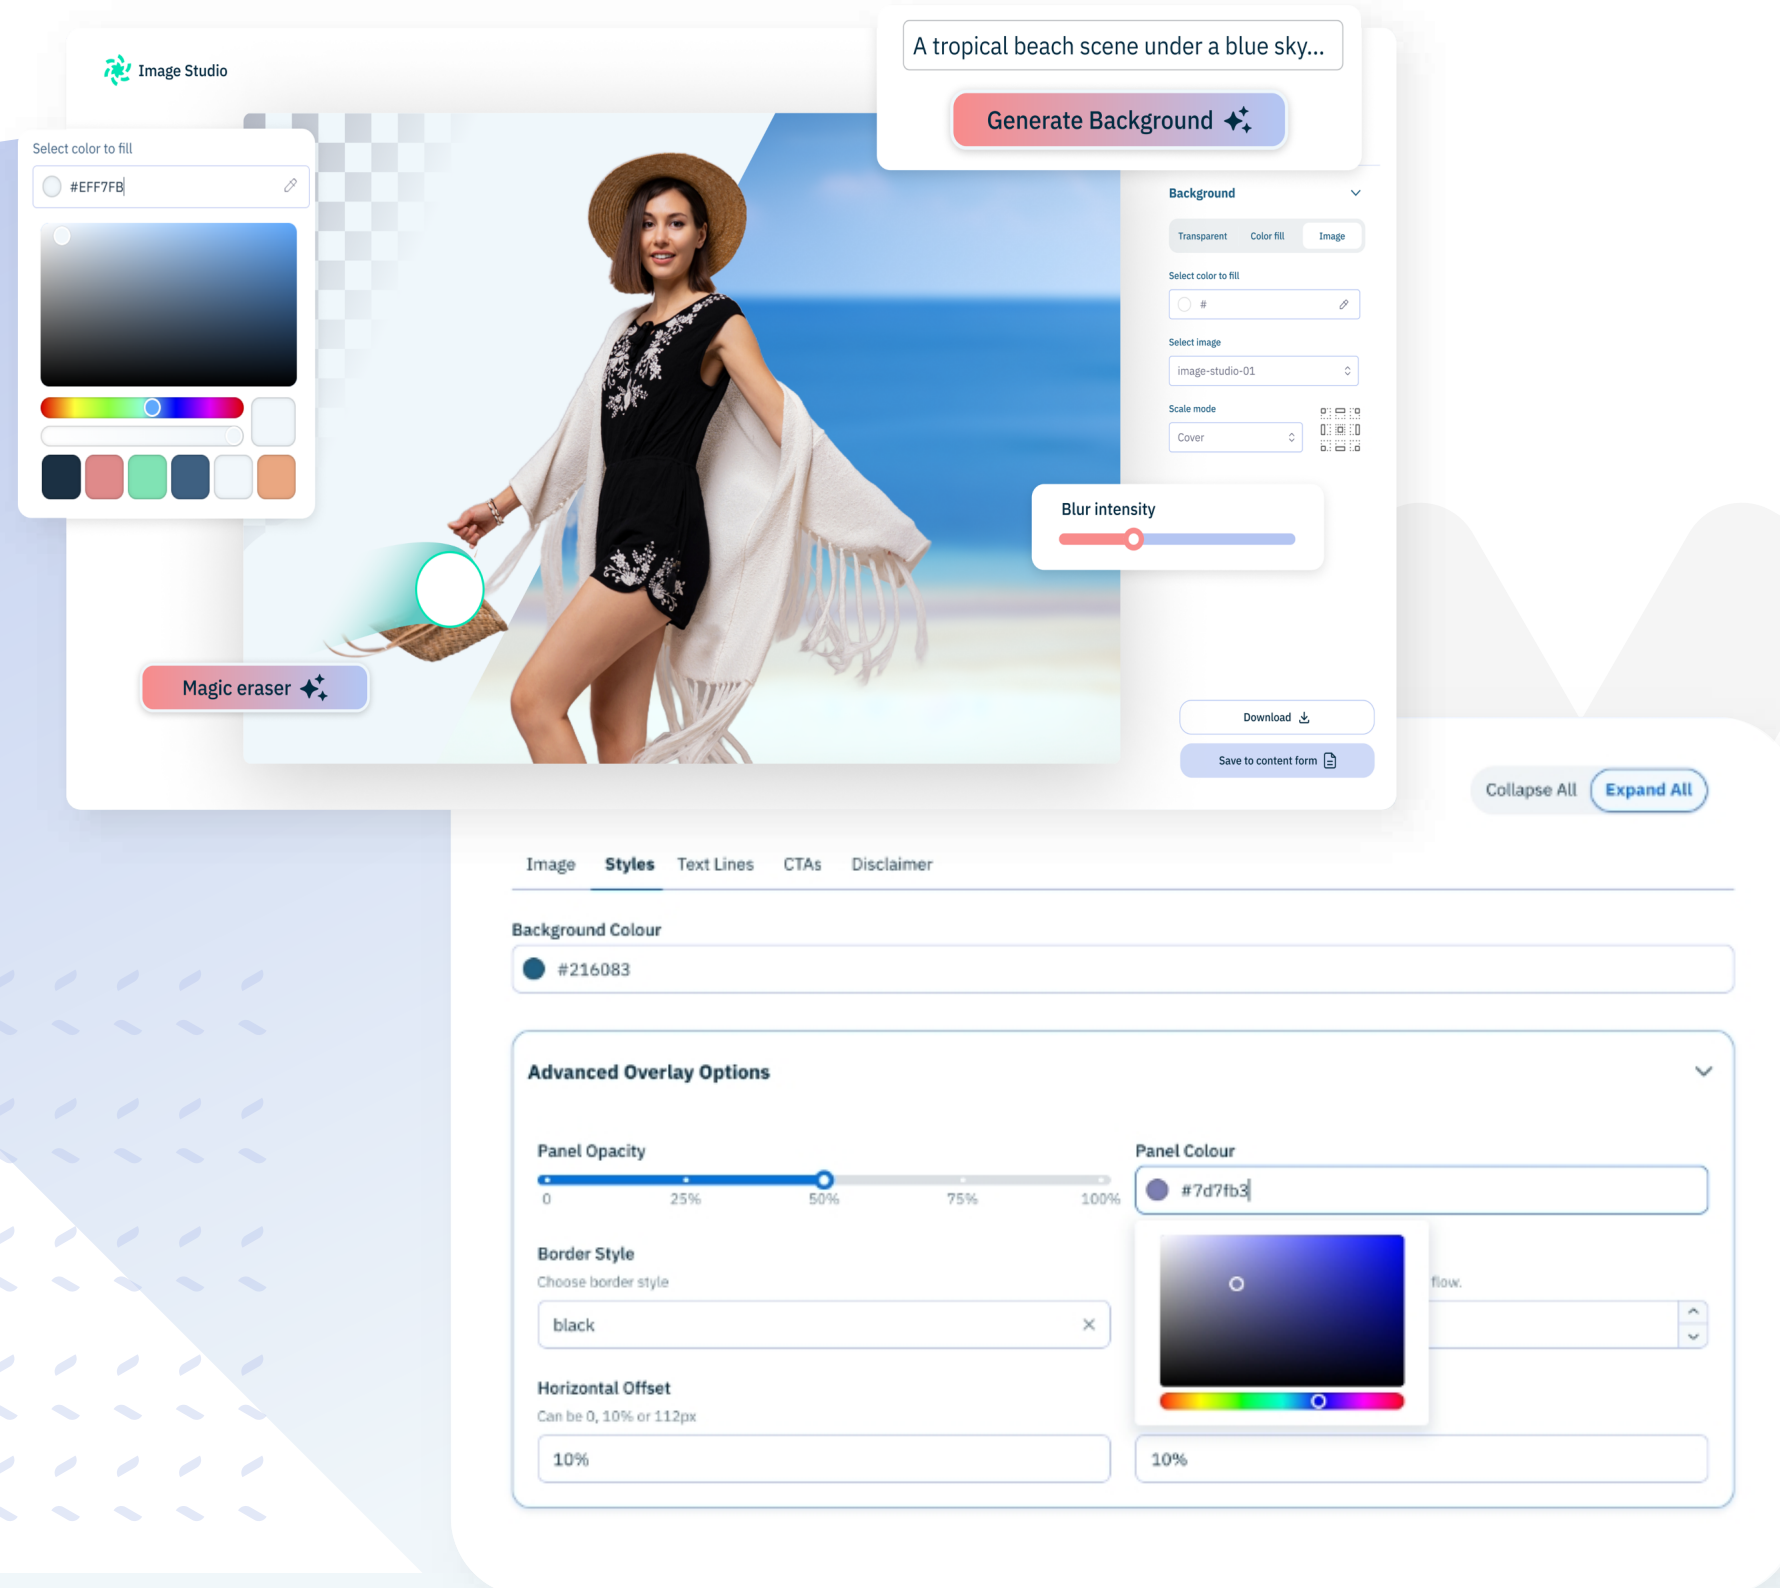 A tropical beach scene under a blue sky...
Generate Background
Image Studio
Select color to fill
#EFF7FB
Background
Transparent Color fill Image
Select color to fill
#
Select image
image-studio-01
Scale mode
Cover
Blur intensity
Magic eraser
Download
Save to content form
Collapse All Expand All
Image Styles Text Lines CTAs Disclaimer
Background Colour
#216083
Advanced Overlay Options
Panel Opacity
0 25% 50% 75% 100%
Panel Colour
#7d7fb3
Border Style
Choose border style
black
flow.
Horizontal Offset
Can be 0, 10% or 112px
10%
10%